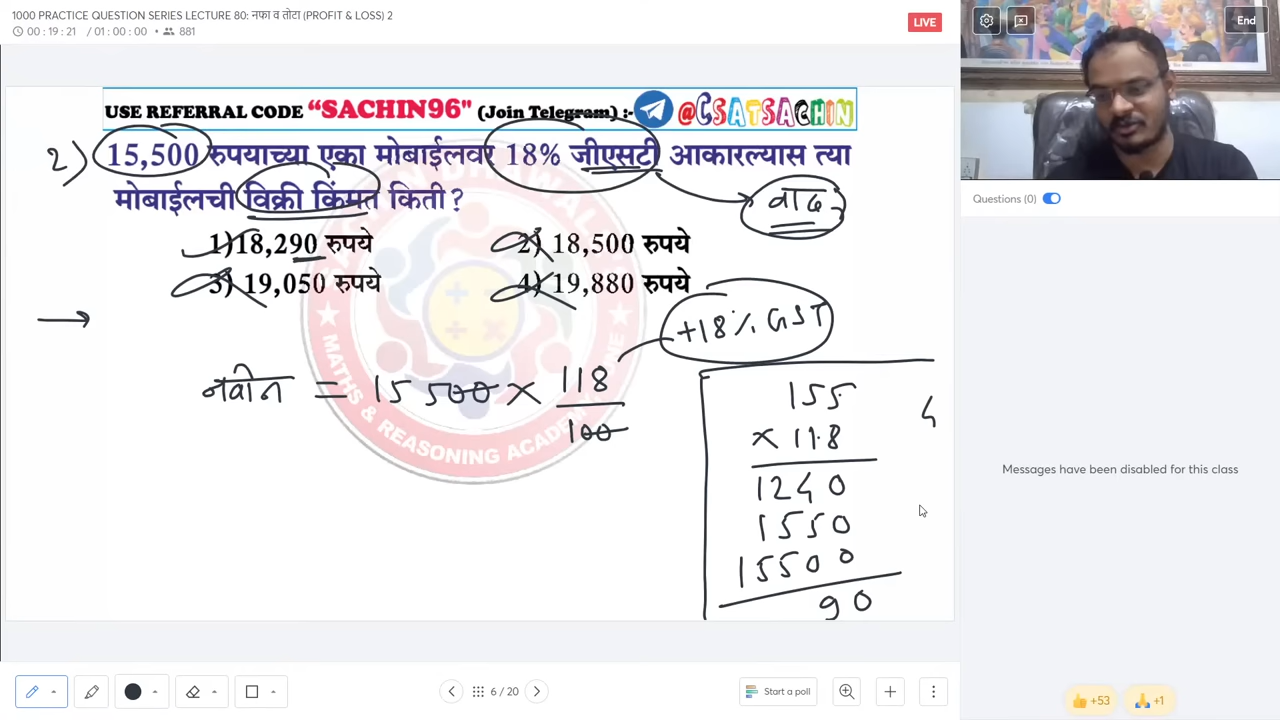 1000 PRACTICE QUESTION SERIES LECTURE 80: नफा व तोटा (PROFIT & LOSS) 2
00 : 19 : 21 / 01 : 00 : 00 • 881
LIVE
End
USE REFERRAL CODE “SACHIN96” (Join Telegram) :- @CSATSACHIN
2) 15,500 रुपयाच्या एका मोबाईलवर 18% जीएसटी आकारल्यास त्या
मोबाईलची विक्री किंमत किती ?
वाढ
1) 18,290 रुपये 2) 18,500 रुपये
3) 19,050 रुपये 4) 19,880 रुपये
+18% GST
नवीन = 15500 × 118
100
155
× 118
1240
1550
15500
90
MATHS & REASONING ACADEMY
Questions (0)
Messages have been disabled for this class
6 / 20
Start a poll
+53
+1